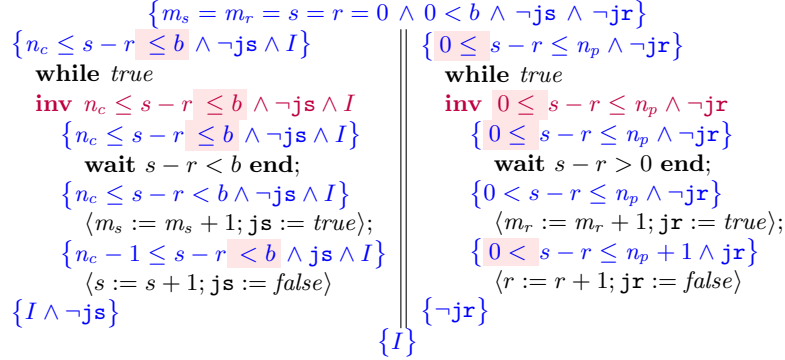 {m_s = m_r = s = r = 0 ∧ 0 < b ∧ ¬js ∧ ¬jr}
{n_c ≤ s − r ≤ b ∧ ¬js ∧ I}
while true
inv n_c ≤ s − r ≤ b ∧ ¬js ∧ I
{n_c ≤ s − r ≤ b ∧ ¬js ∧ I}
wait s − r < b end;
{n_c ≤ s − r < b ∧ ¬js ∧ I}
⟨m_s := m_s + 1; js := true⟩;
{n_c − 1 ≤ s − r < b ∧ js ∧ I}
⟨s := s + 1; js := false⟩
{I ∧ ¬js}
{0 ≤ s − r ≤ n_p ∧ ¬jr}
while true
inv 0 ≤ s − r ≤ n_p ∧ ¬jr
{0 ≤ s − r ≤ n_p ∧ ¬jr}
wait s − r > 0 end;
{0 < s − r ≤ n_p ∧ ¬jr}
⟨m_r := m_r + 1; jr := true⟩;
{0 < s − r ≤ n_p + 1 ∧ jr}
⟨r := r + 1; jr := false⟩
{¬jr}
{I}